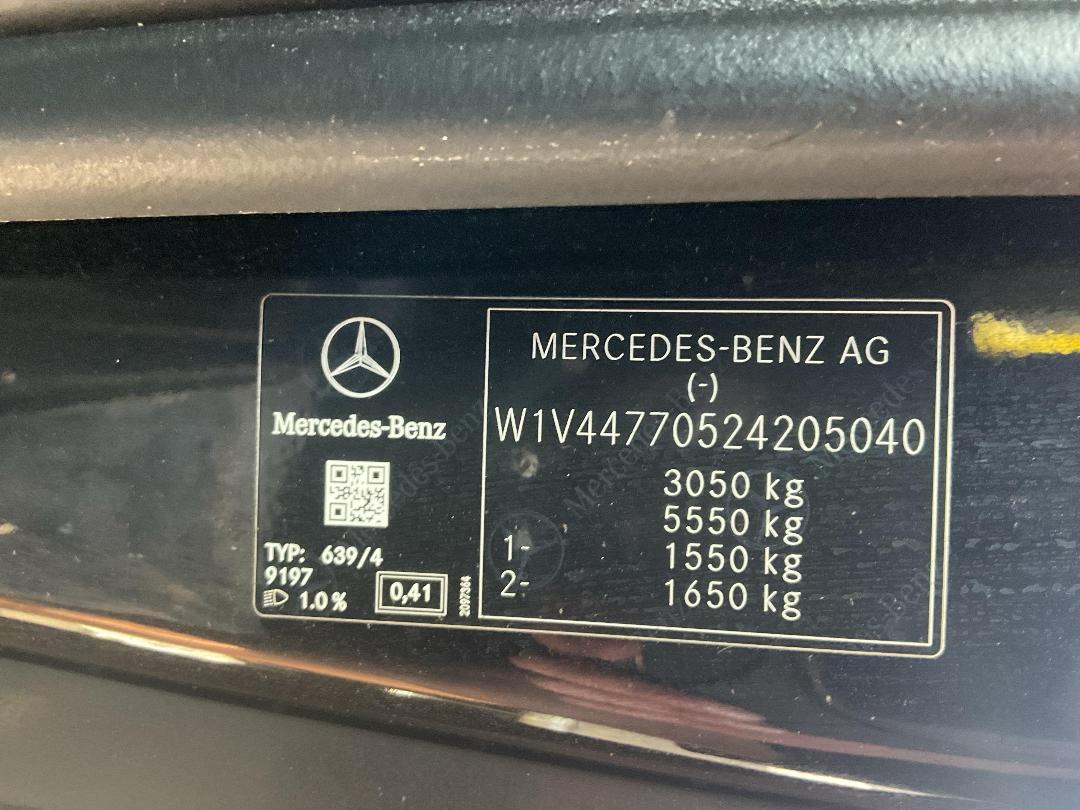 Mercedes-Benz
TYP: 639/4
9197
1.0 %
0,41
2097364
MERCEDES-BENZ AG
(-)
W1V44770524205040
3050 kg
5550 kg
1- 1550 kg
2- 1650 kg